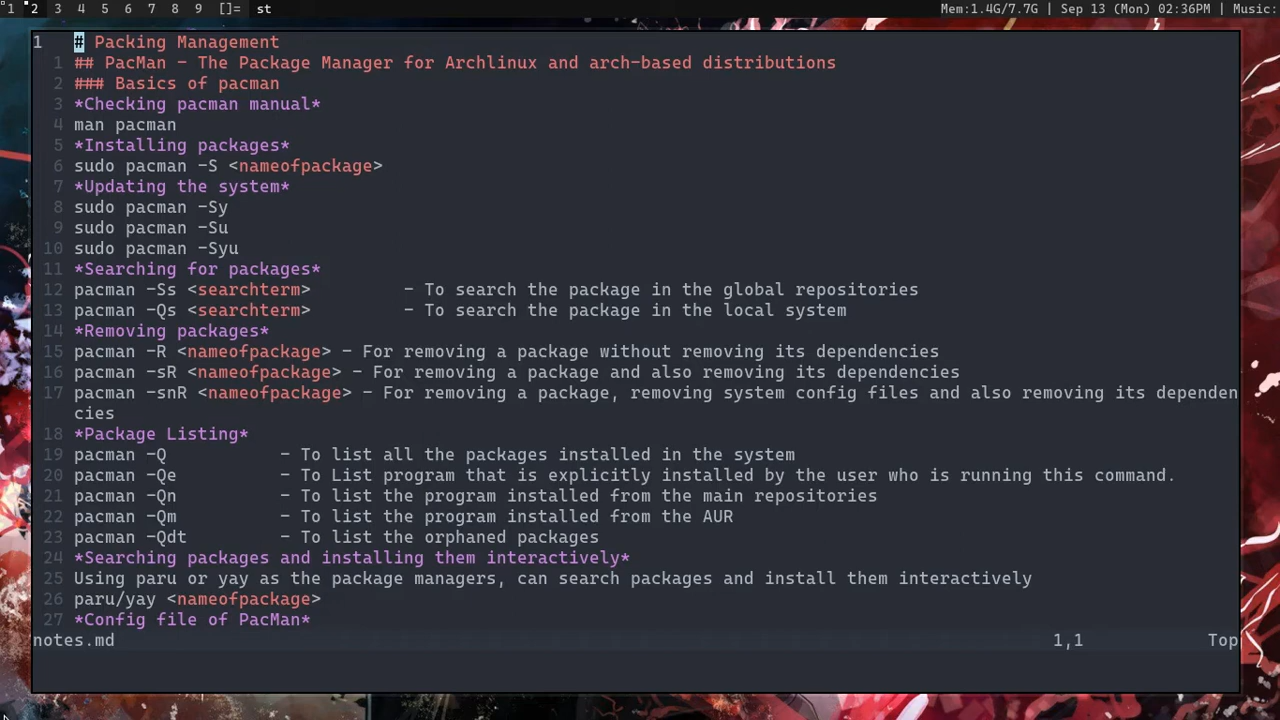 1 2 3 4 5 6 7 8 9 []= st Mem:1.4G/7.7G | Sep 13 (Mon) 02:36PM | Music:
1 # Packing Management
1 ## PacMan - The Package Manager for Archlinux and arch-based distributions
2 ### Basics of pacman
3 *Checking pacman manual*
4 man pacman
5 *Installing packages*
6 sudo pacman -S <nameofpackage>
7 *Updating the system*
8 sudo pacman -Sy
9 sudo pacman -Su
10 sudo pacman -Syu
11 *Searching for packages*
12 pacman -Ss <searchterm> - To search the package in the global repositories
13 pacman -Qs <searchterm> - To search the package in the local system
14 *Removing packages*
15 pacman -R <nameofpackage> - For removing a package without removing its dependencies
16 pacman -sR <nameofpackage> - For removing a package and also removing its dependencies
17 pacman -snR <nameofpackage> - For removing a package, removing system config files and also removing its dependen
cies
18 *Package Listing*
19 pacman -Q - To list all the packages installed in the system
20 pacman -Qe - To List program that is explicitly installed by the user who is running this command.
21 pacman -Qn - To list the program installed from the main repositories
22 pacman -Qm - To list the program installed from the AUR
23 pacman -Qdt - To list the orphaned packages
24 *Searching packages and installing them interactively*
25 Using paru or yay as the package managers, can search packages and install them interactively
26 paru/yay <nameofpackage>
27 *Config file of PacMan*
notes.md 1,1 Top